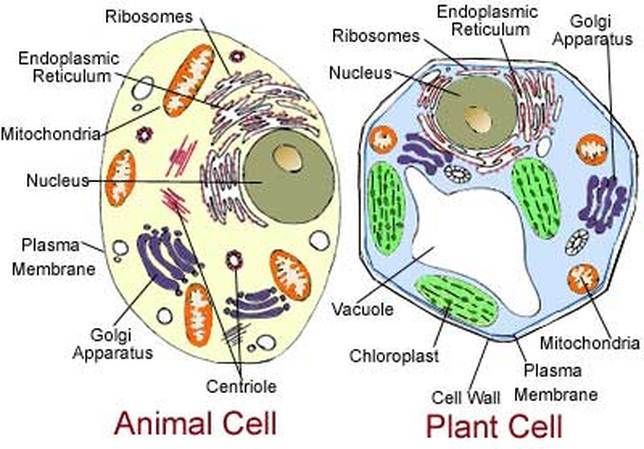 Ribosomes
Endoplasmic
Reticulum
Mitochondria
Nucleus
Plasma
Membrane
Golgi
Apparatus
Centriole
Animal Cell
Endoplasmic
Reticulum
Golgi
Apparatus
Ribosomes
Nucleus
Vacuole
Chloroplast
Mitochondria
Plasma
Membrane
Cell Wall
Plant Cell